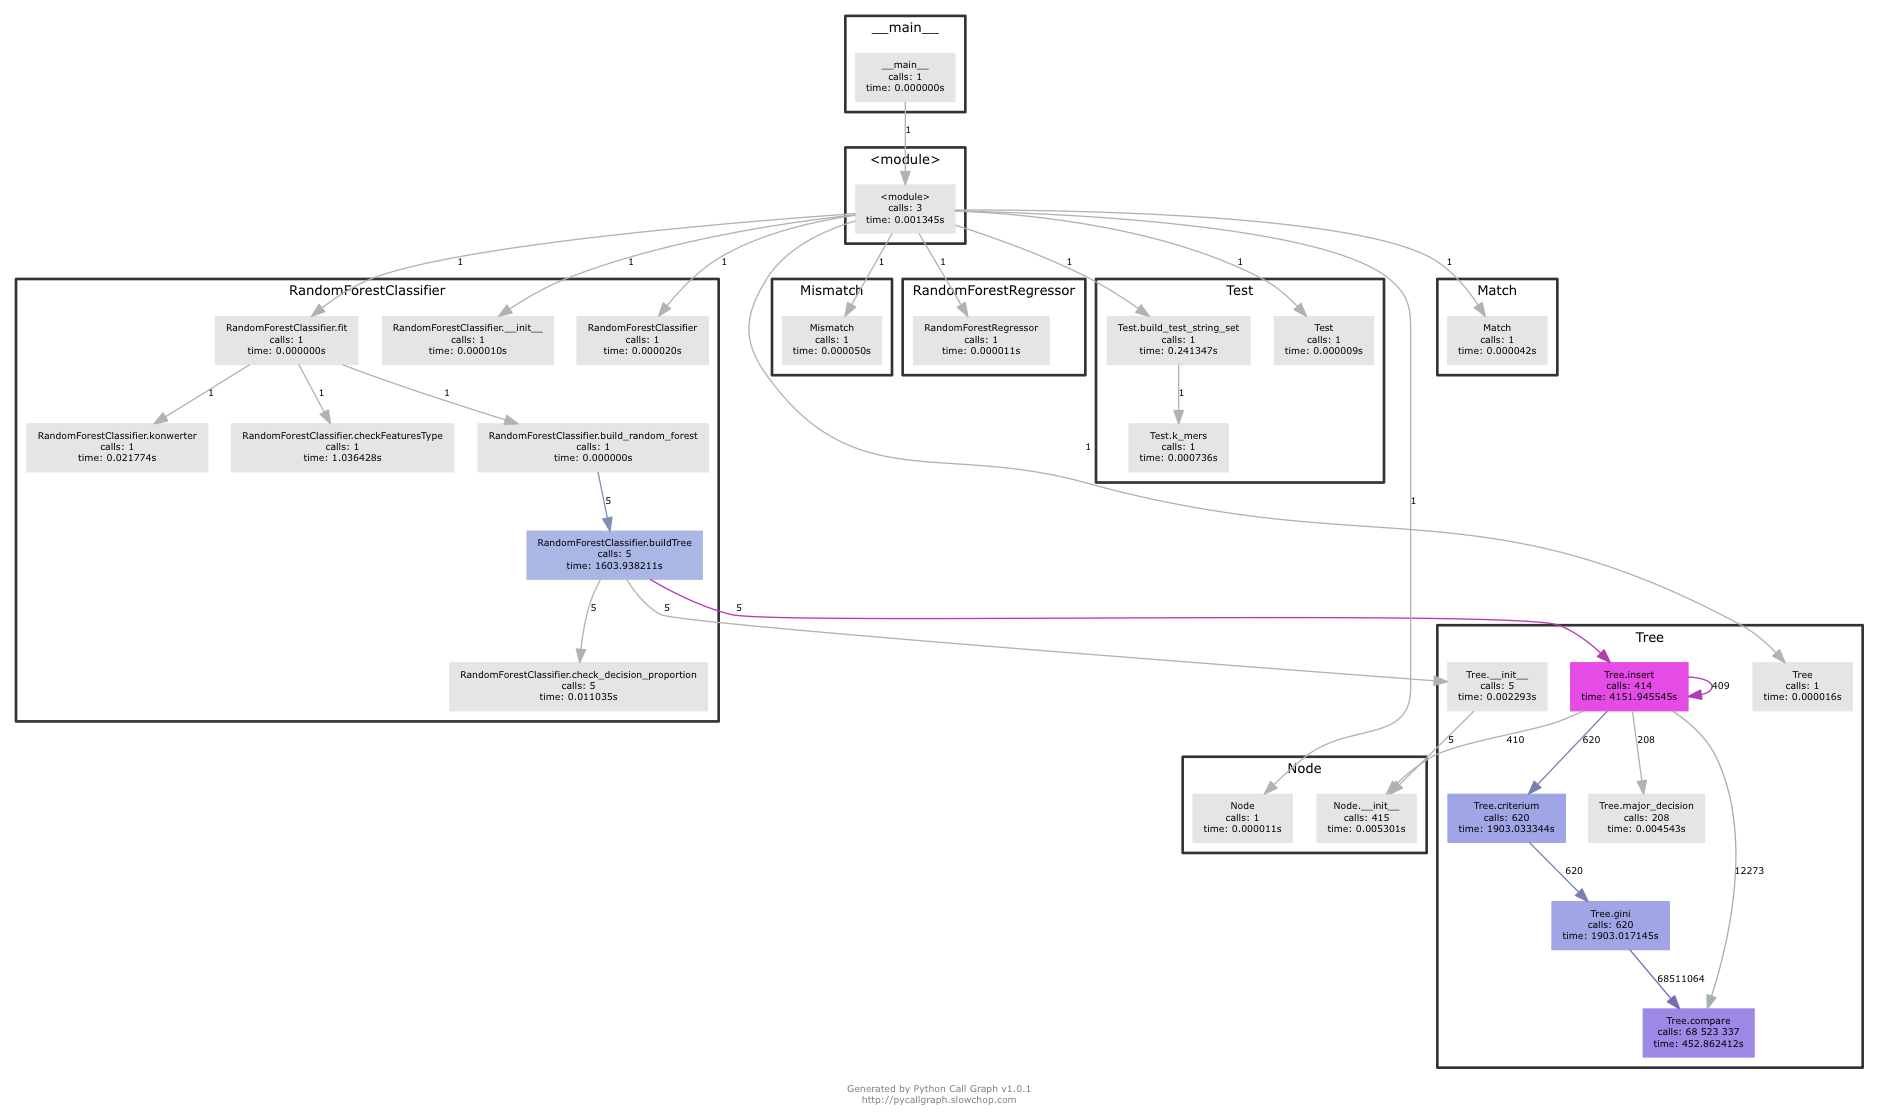 __main__
__main__
calls: 1
time: 0.000000s
1
<module>
<module>
calls: 3
time: 0.001345s
1
1
1
1
1
1
1
1
RandomForestClassifier
RandomForestClassifier.fit
calls: 1
time: 0.000000s
RandomForestClassifier.__init__
calls: 1
time: 0.000010s
RandomForestClassifier
calls: 1
time: 0.000020s
Mismatch
Mismatch
calls: 1
time: 0.000050s
RandomForestRegressor
RandomForestRegressor
calls: 1
time: 0.000011s
Test
Test.build_test_string_set
calls: 1
time: 0.241347s
Test
calls: 1
time: 0.000009s
Match
Match
calls: 1
time: 0.000042s
1
1
1
1
RandomForestClassifier.konwerter
calls: 1
time: 0.021774s
RandomForestClassifier.checkFeaturesType
calls: 1
time: 1.036428s
RandomForestClassifier.build_random_forest
calls: 1
time: 0.000000s
Test.k_mers
calls: 1
time: 0.000736s
1
5
1
RandomForestClassifier.buildTree
calls: 5
time: 1603.938211s
5
5
5
RandomForestClassifier.check_decision_proportion
calls: 5
time: 0.011035s
Tree
Tree.__init__
calls: 5
time: 0.002293s
Tree.insert
calls: 414
time: 4151.945545s
409
Tree
calls: 1
time: 0.000016s
5
410
620
208
Node
Node
calls: 1
time: 0.000011s
Node.__init__
calls: 415
time: 0.005301s
Tree.criterium
calls: 620
time: 1903.033344s
Tree.major_decision
calls: 208
time: 0.004543s
620
12273
Tree.gini
calls: 620
time: 1903.017145s
68511064
Tree.compare
calls: 68 523 337
time: 452.862412s
Generated by Python Call Graph v1.0.1
http://pycallgraph.slowchop.com